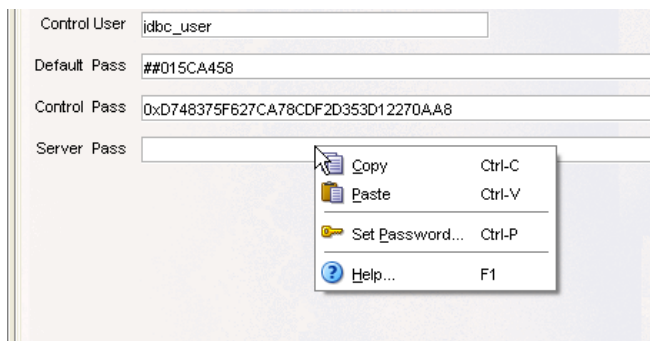 Control User jdbc_user
Default Pass ##015CA458
Control Pass 0xD748375F627CA78CDF2D353D12270AA8
Server Pass
Copy Ctrl-C
Paste Ctrl-V
Set Password... Ctrl-P
Help... F1